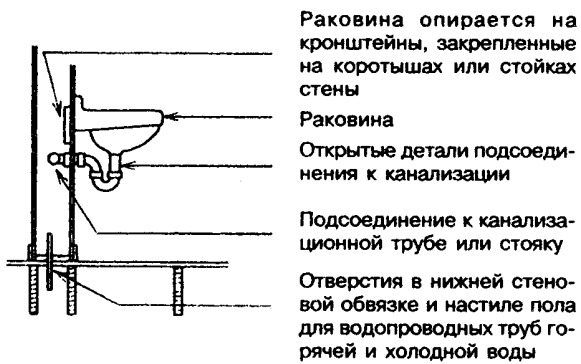 Раковина опирается на
кронштейны, закрепленные
на коротышах или стойках
стены
Раковина
Открытые детали подсоеди-
нения к канализации
Подсоединение к канализа-
ционной трубе или стояку
Отверстия в нижней стено-
вой обвязке и настиле пола
для водопроводных труб го-
рячей и холодной воды